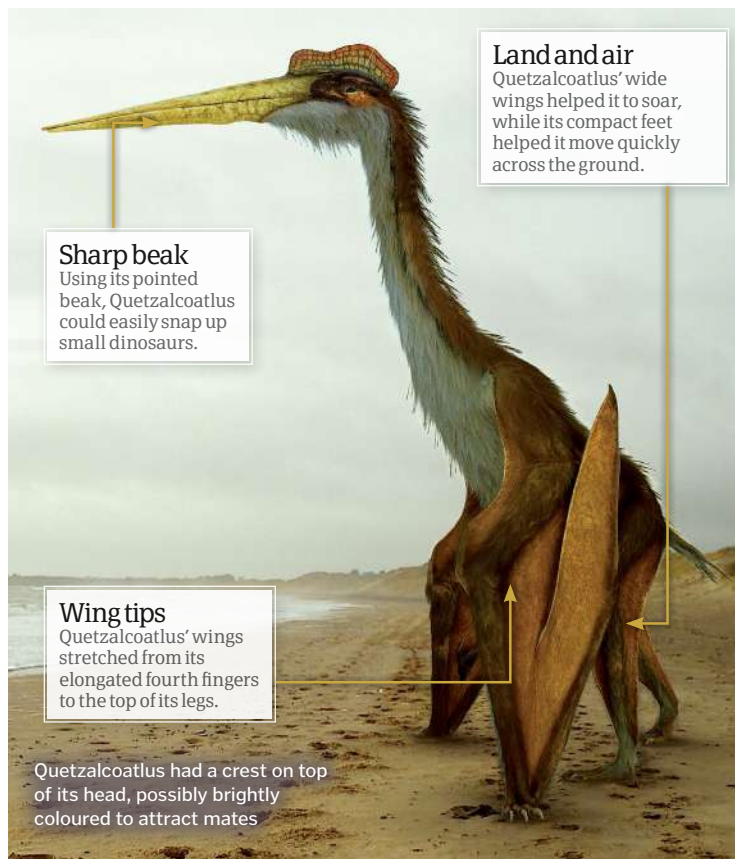 Land and air
Quetzalcoatlus' wide
wings helped it to soar,
while its compact feet
helped it move quickly
across the ground.
Sharp beak
Using its pointed
beak, Quetzalcoatlus
could easily snap up
small dinosaurs.
Wing tips
Quetzalcoatlus' wings
stretched from its
elongated fourth fingers
to the top of its legs.
Quetzalcoatlus had a crest on top
of its head, possibly brightly
coloured to attract mates